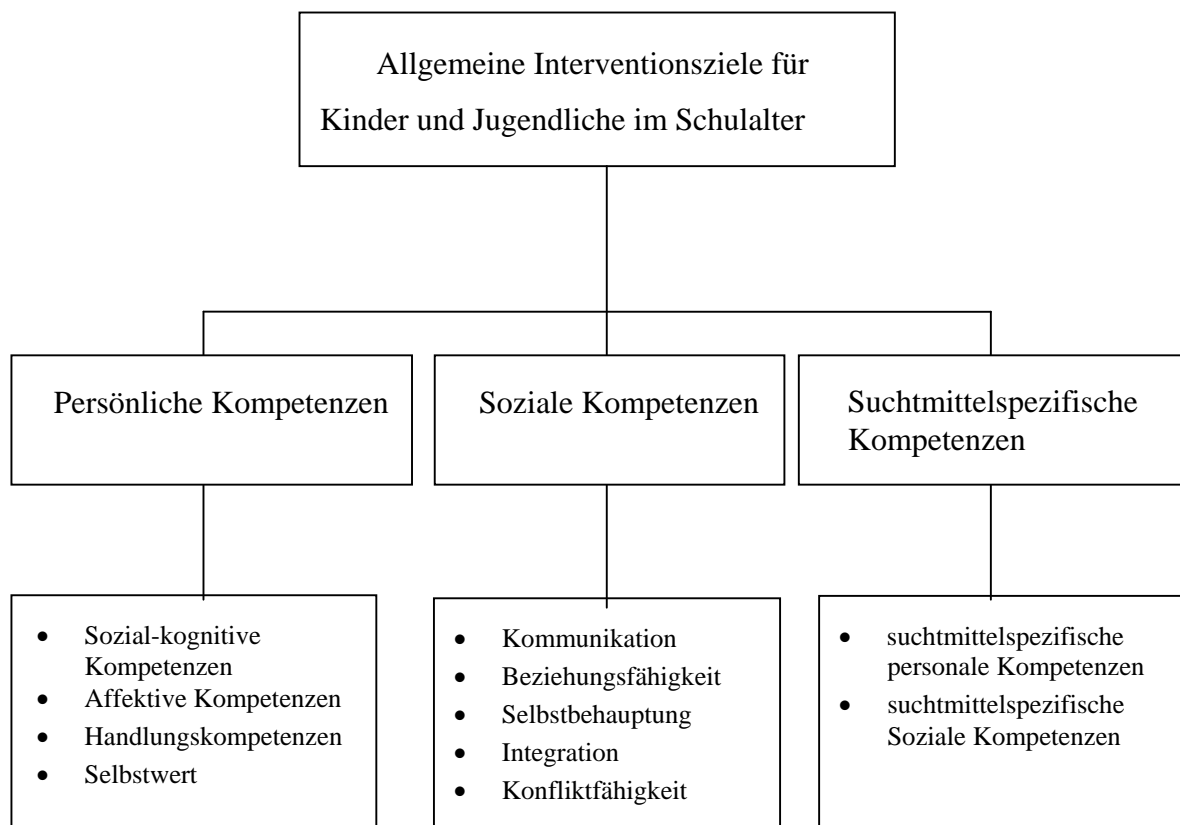 Allgemeine Interventionsziele für
Kinder und Jugendliche im Schulalter
Persönliche Kompetenzen
Soziale Kompetenzen
Suchtmittelspezifische
Kompetenzen
• Sozial-kognitive
Kompetenzen
• Affektive Kompetenzen
• Handlungskompetenzen
• Selbstwert
• Kommunikation
• Beziehungsfähigkeit
• Selbstbehauptung
• Integration
• Konfliktfähigkeit
• suchtmittelspezifische
personale Kompetenzen
• suchtmittelspezifische
Soziale Kompetenzen